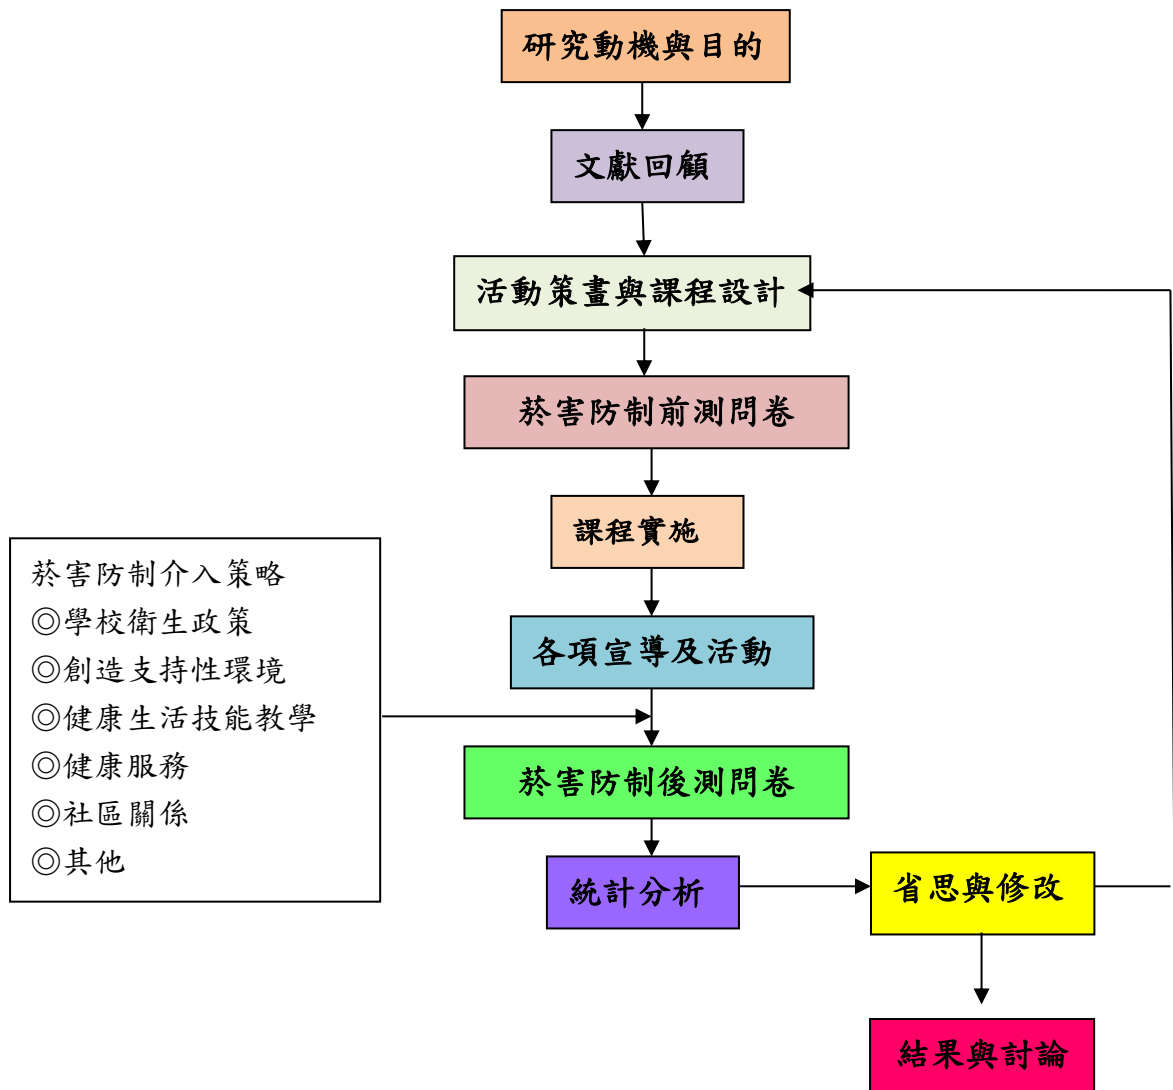 研究動機與目的
文獻回顧
活動策畫與課程設計
菸害防制前測問卷
課程實施
菸害防制介入策略
◎學校衛生政策
◎創造支持性環境
◎健康生活技能教學
◎健康服務
◎社區關係
◎其他
各項宣導及活動
菸害防制後測問卷
統計分析
省思與修改
結果與討論